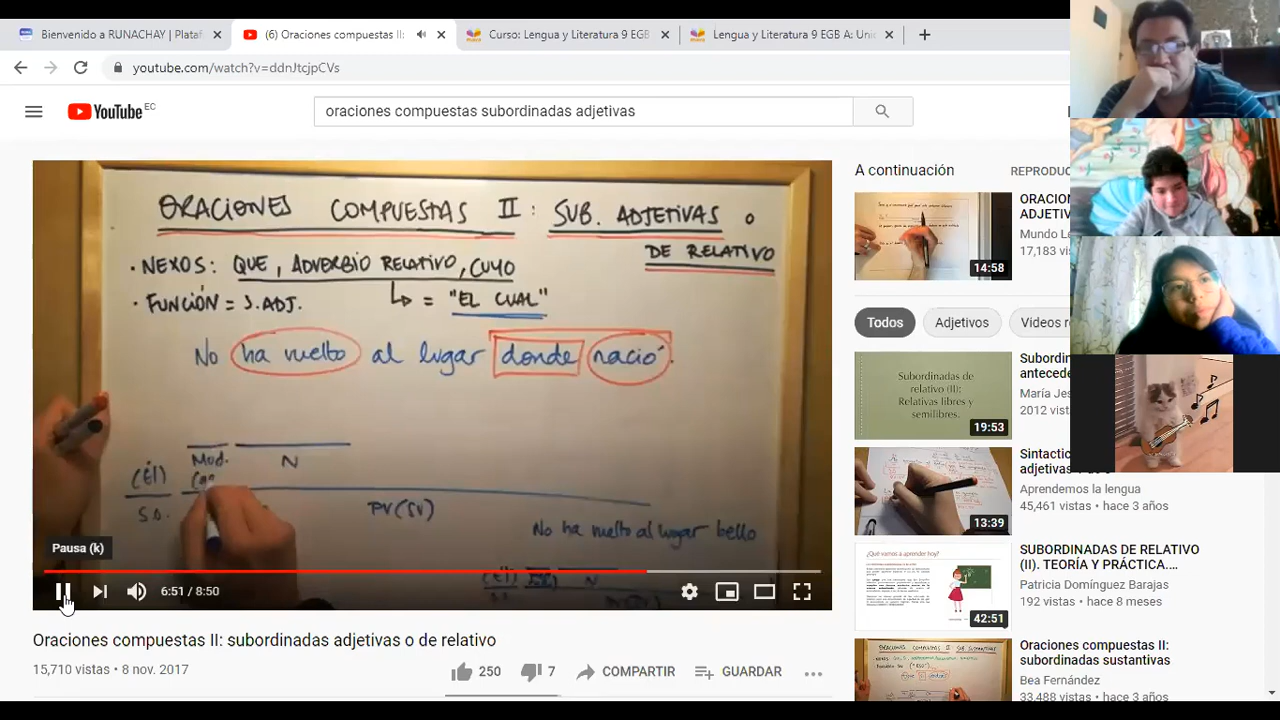 Bienvenido a RUNACHAY | Plataf
(6) Oraciones compuestas II:
Curso: Lengua y Literatura 9 EGB
Lengua y Literatura 9 EGB A: Uni
youtube.com/watch?v=ddnJtcjpCVs
YouTube EC
oraciones compuestas subordinadas adjetivas
ORACIONES COMPUESTAS II: SUB. ADJETIVAS O
DE RELATIVO
• NEXOS: QUE, ADVERBIO RELATIVO, CUYO
↳ = "EL CUAL"
• FUNCIÓN = S. ADJ.
No ha vuelto al lugar donde nació.
Mod. N
(Él)
S.O. PV (SV)
No ha vuelto al lugar bello
(Él) N
Pausa (k)
8:50
Oraciones compuestas II: subordinadas adjetivas o de relativo
15,710 vistas • 8 nov. 2017
250 7 COMPARTIR GUARDAR
A continuación REPRODUC
14:58
ORACION
ADJETIV
Mundo Le
17,183 vi
Todos Adjetivos Videos re
Subordinadas de
relativo (II):
Relativas libres y
semilibres.
19:53
Subordi
anteced
María Jes
2012 vist
13:39
Sintactic
adjetivas
Aprendemos la lengua
45,461 vistas • hace 3 años
¿Qué vamos a aprender hoy?
42:51
SUBORDINADAS DE RELATIVO
(II). TEORÍA Y PRÁCTICA....
Patricia Domínguez Barajas
192 vistas • hace 8 meses
Oraciones compuestas II:
subordinadas sustantivas
Bea Fernández
33,488 vistas • hace 3 años